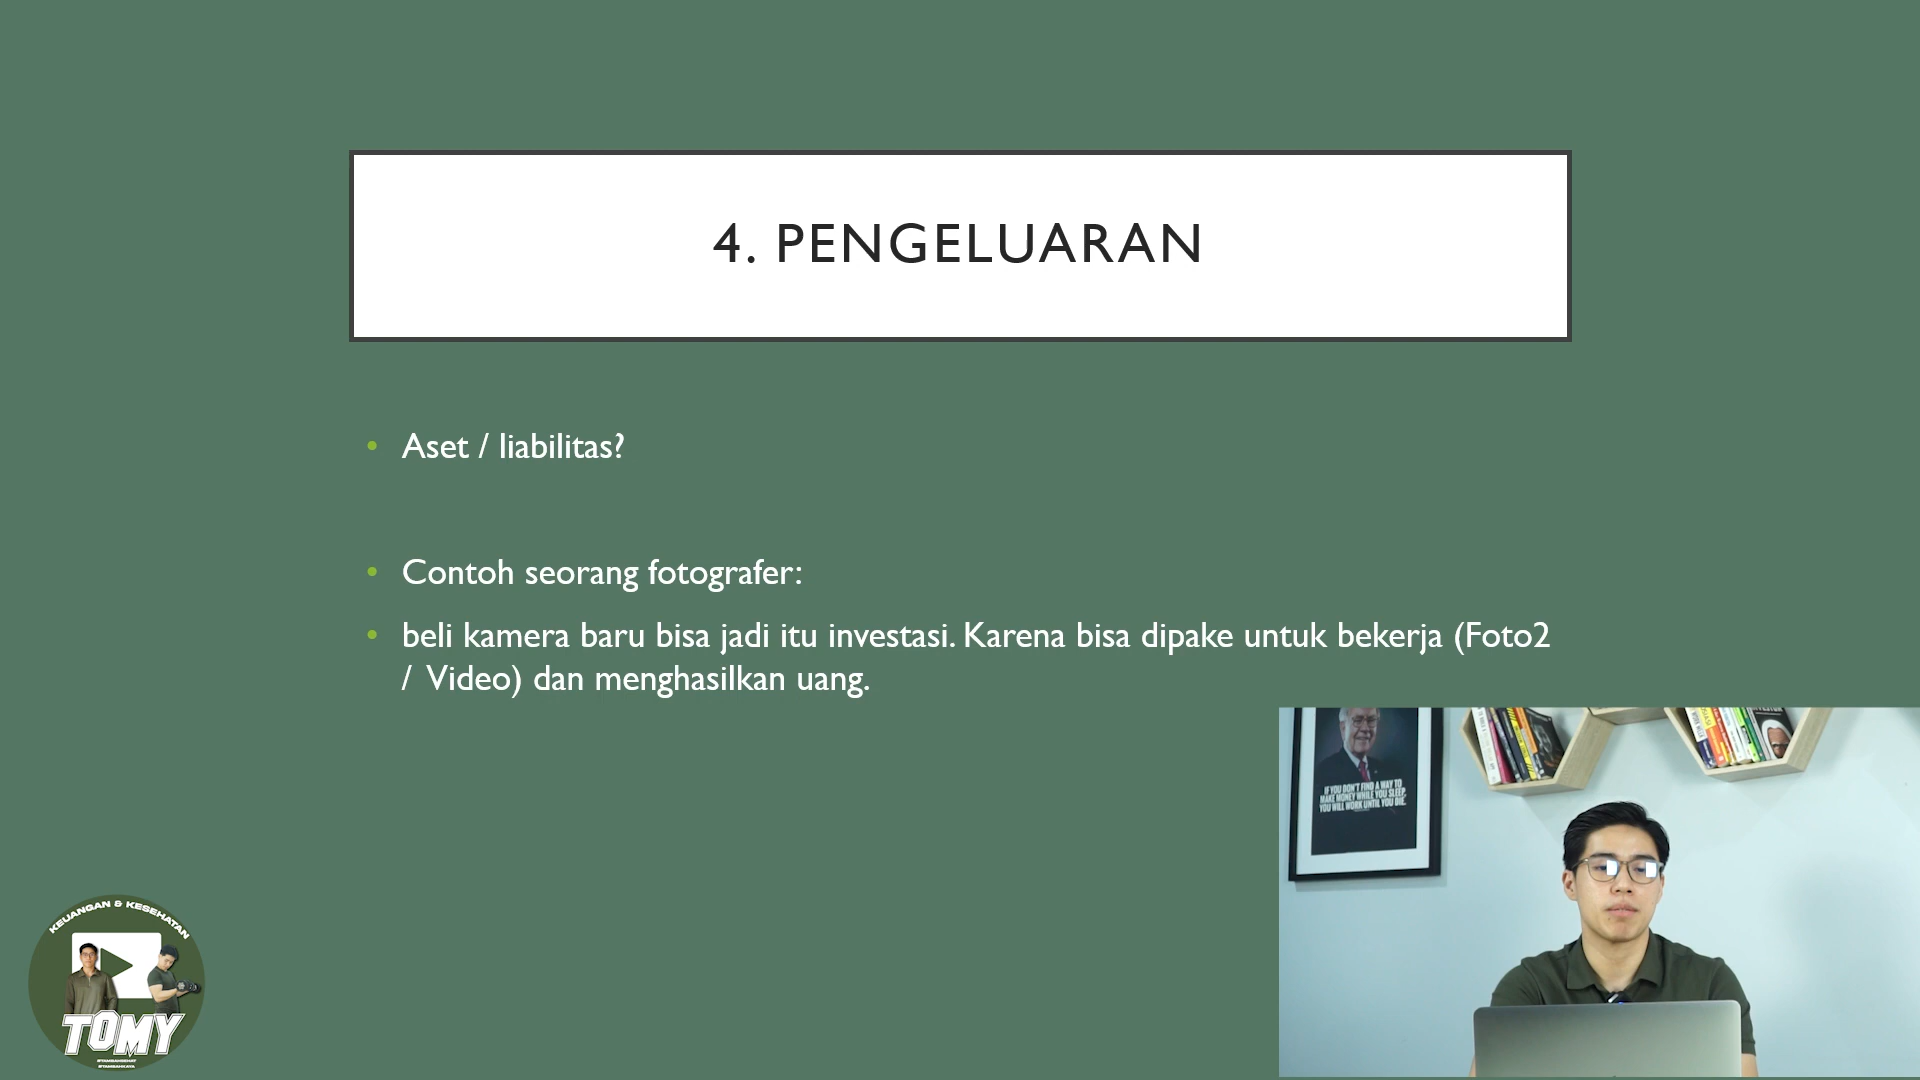 4. PENGELUARAN
• Aset / liabilitas?
• Contoh seorang fotografer:
• beli kamera baru bisa jadi itu investasi. Karena bisa dipake untuk bekerja (Foto2
/ Video) dan menghasilkan uang.
IF YOU DON'T FIND A WAY TO
MAKE MONEY WHILE YOU SLEEP,
YOU WILL WORK UNTIL YOU DIE.
KEUANGAN & KESEHATAN
TOMY
#TAMBAHSEHAT
#TAMBAHKAYA